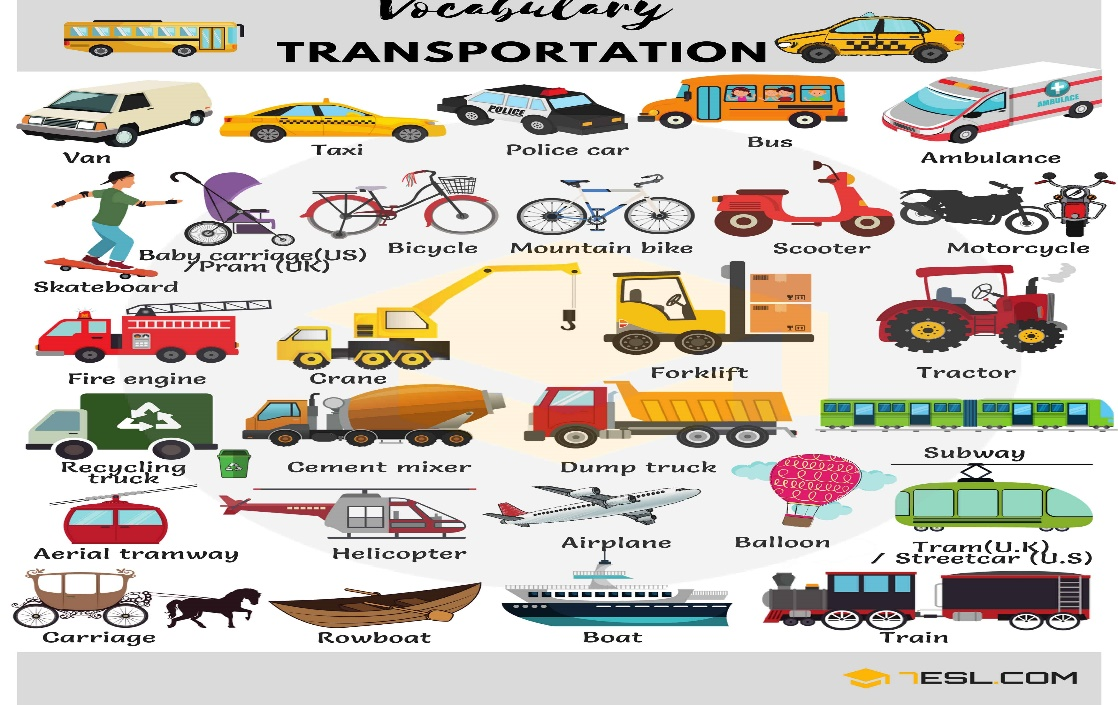 Vocabulary
TRANSPORTATION
POLICE
AMBULACE
Van
Taxi
Police car
Bus
Ambulance
Baby carriage(US)
/Pram (UK)
Bicycle
Mountain bike
Scooter
Motorcycle
Skateboard
Fire engine
Crane
Forklift
Tractor
Recycling
truck
Cement mixer
Dump truck
Subway
Aerial tramway
Helicopter
Airplane
Balloon
Tram(U.K)
/ Streetcar (U.S)
Carriage
Rowboat
Boat
Train
7ESL.COM